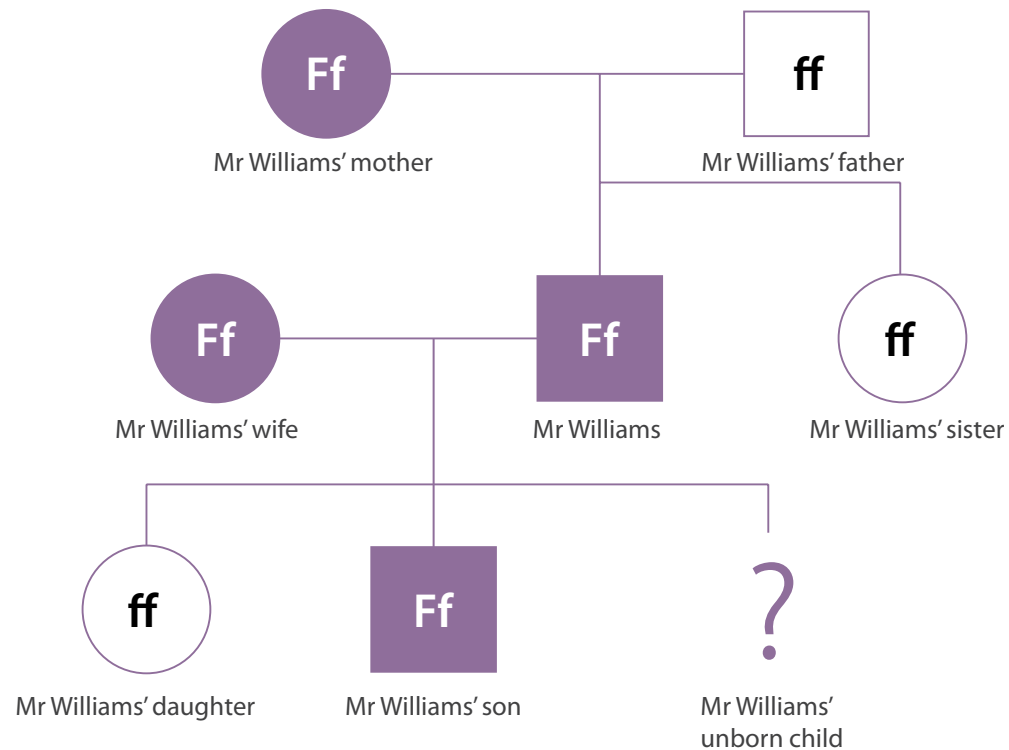 Ff
ff
Mr Williams' mother
Mr Williams' father
Ff
Ff
ff
Mr Williams' wife
Mr Williams
Mr Williams' sister
ff
Ff
?
Mr Williams' daughter
Mr Williams' son
Mr Williams'
unborn child